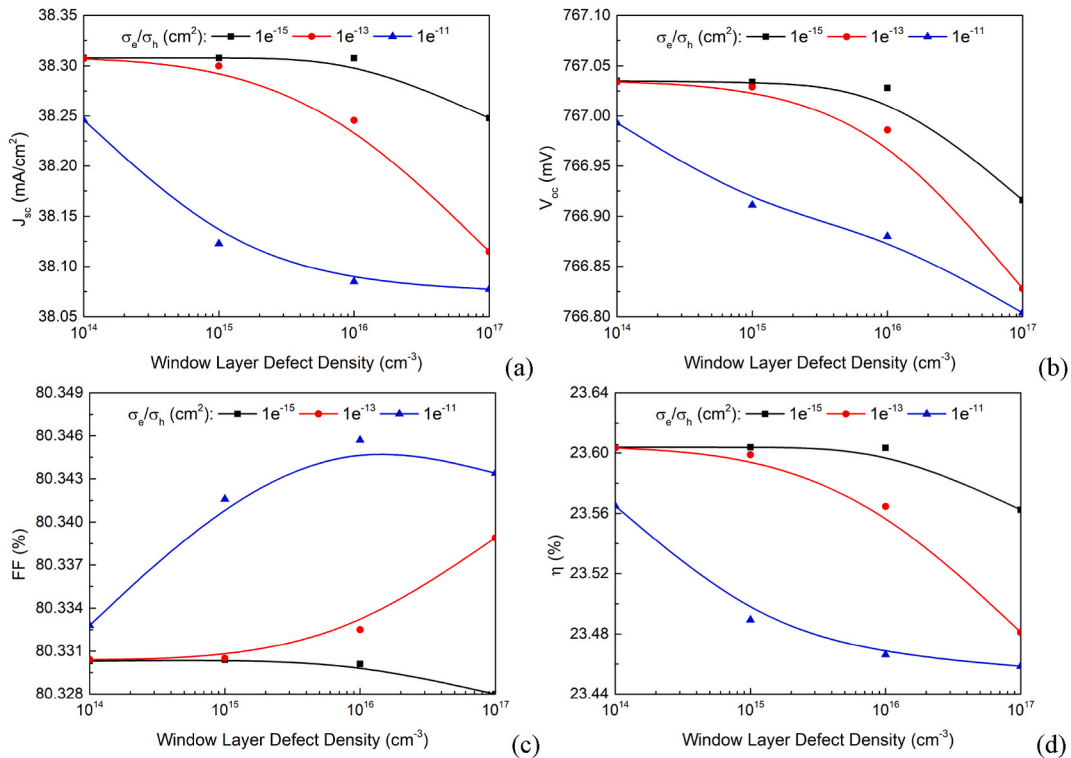 σe/σh (cm²): 1e⁻¹⁵ 1e⁻¹³ 1e⁻¹¹
38.35
38.30
38.25
38.20
38.15
38.10
38.05
Jsc (mA/cm²)
10¹⁴ 10¹⁵ 10¹⁶ 10¹⁷
Window Layer Defect Density (cm⁻³)
(a)
σe/σh (cm²): 1e⁻¹⁵ 1e⁻¹³ 1e⁻¹¹
767.10
767.05
767.00
766.95
766.90
766.85
766.80
Voc (mV)
10¹⁴ 10¹⁵ 10¹⁶ 10¹⁷
Window Layer Defect Density (cm⁻³)
(b)
σe/σh (cm²): 1e⁻¹⁵ 1e⁻¹³ 1e⁻¹¹
80.349
80.346
80.343
80.340
80.337
80.334
80.331
80.328
FF (%)
10¹⁴ 10¹⁵ 10¹⁶ 10¹⁷
Window Layer Defect Density (cm⁻³)
(c)
σe/σh (cm²): 1e⁻¹⁵ 1e⁻¹³ 1e⁻¹¹
23.64
23.60
23.56
23.52
23.48
23.44
η (%)
10¹⁴ 10¹⁵ 10¹⁶ 10¹⁷
Window Layer Defect Density (cm⁻³)
(d)